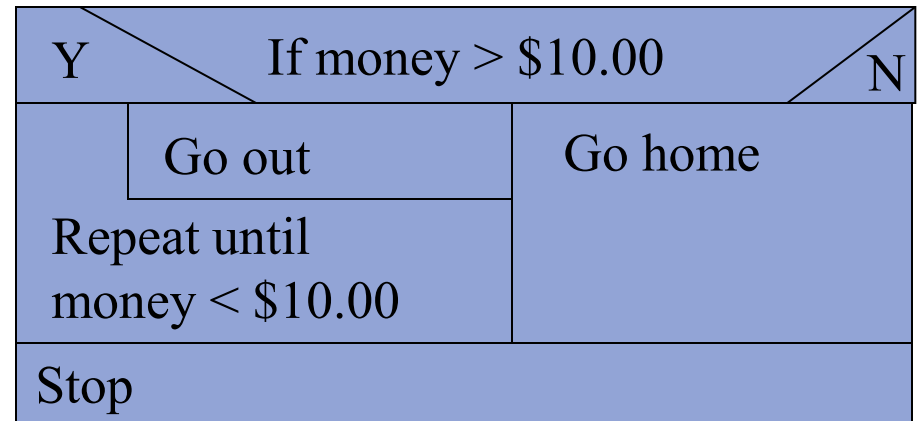 Y
If money > $10.00
N
Go out
Go home
Repeat until
money < $10.00
Stop